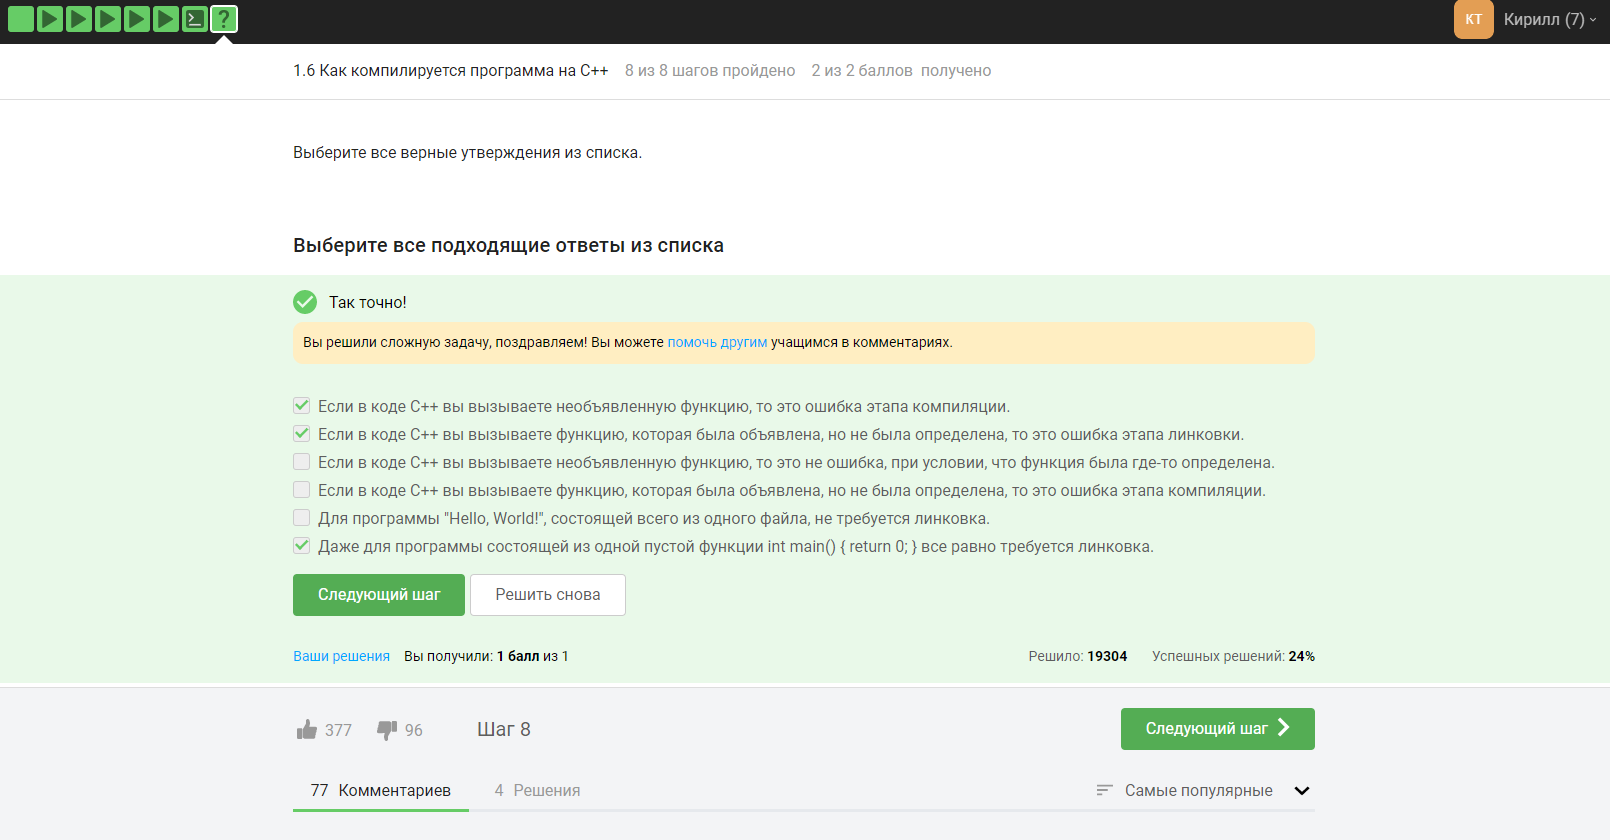 КТ Кирилл (7)
1.6 Как компилируется программа на C++ 8 из 8 шагов пройдено 2 из 2 баллов получено
Выберите все верные утверждения из списка.
Выберите все подходящие ответы из списка
Так точно!
Вы решили сложную задачу, поздравляем! Вы можете помочь другим учащимся в комментариях.
Если в коде C++ вы вызываете необъявленную функцию, то это ошибка этапа компиляции.
Если в коде C++ вы вызываете функцию, которая была объявлена, но не была определена, то это ошибка этапа линковки.
Если в коде C++ вы вызываете необъявленную функцию, то это не ошибка, при условии, что функция была где-то определена.
Если в коде C++ вы вызываете функцию, которая была объявлена, но не была определена, то это ошибка этапа компиляции.
Для программы "Hello, World!", состоящей всего из одного файла, не требуется линковка.
Даже для программы состоящей из одной пустой функции int main() { return 0; } все равно требуется линковка.
Следующий шаг Решить снова
Ваши решения Вы получили: 1 балл из 1 Решило: 19304 Успешных решений: 24%
377 96 Шаг 8 Следующий шаг
77 Комментариев 4 Решения Самые популярные